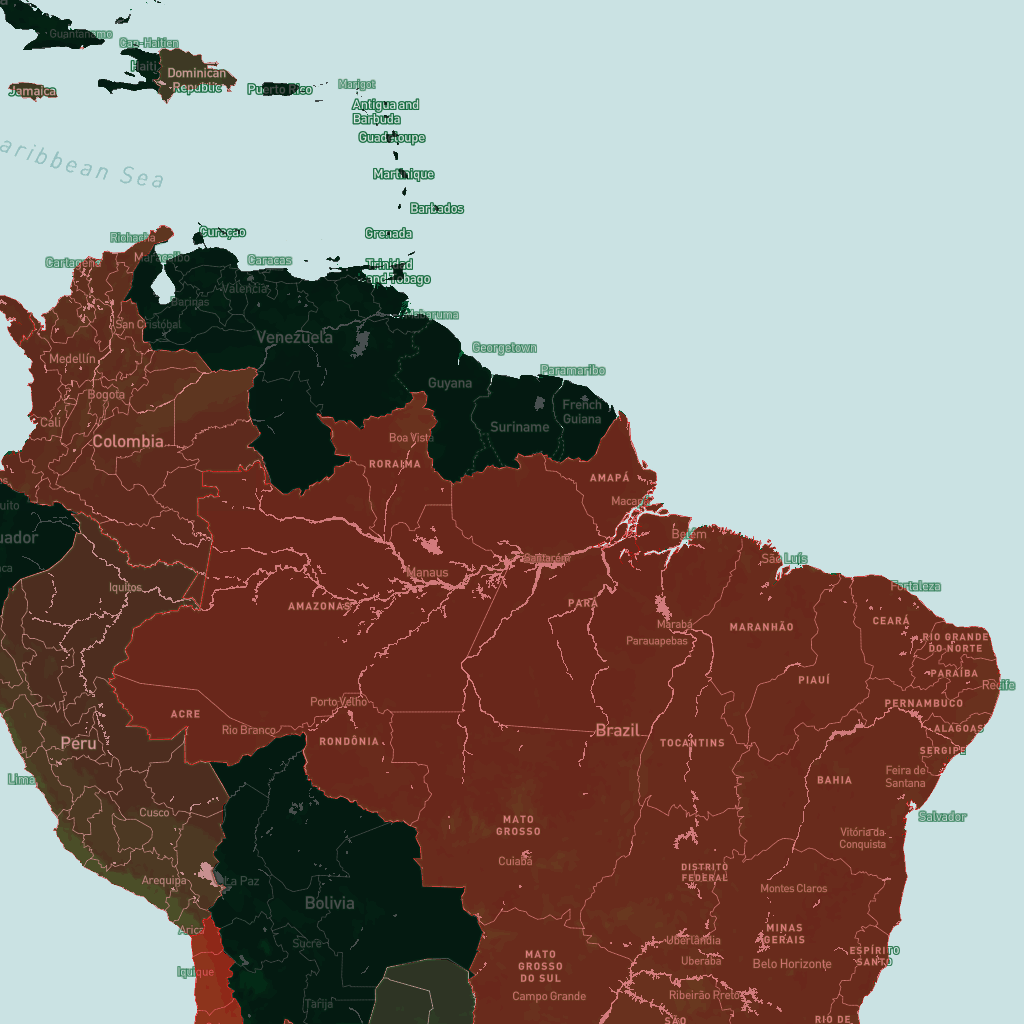 Guantanamo
Cap-Haitien
Haiti
Dominican
Republic
Jamaica
Puerto Rico
Marigot
Antigua and
Barbuda
Guadeloupe
aribbean Sea
Martinique
Barbados
Curaçao
Grenada
Riohacha
Maracaibo
Cartagena
Caracas
Trinidad
and Tobago
Valencia
Barinas
San Cristóbal
Mabaruma
Venezuela
Georgetown
Medellín
Paramaribo
Guyana
Bogota
French
Guiana
Cali
Suriname
Colombia
Boa Vista
RORAIMA
AMAPÁ
Macapá
uito
uador
Belém
Santarém
São Luís
Manaus
Iquitos
Fortaleza
AMAZONAS
PARÁ
CEARÁ
Marabá
MARANHÃO
Parauapebas
RIO GRANDE
DO NORTE
PARAÍBA
PIAUÍ
Recife
Porto Velho
PERNAMBUCO
ACRE
Rio Branco
Brazil
ALAGOAS
RONDÔNIA
TOCANTINS
Peru
SERGIPE
Lima
BAHIA
Feira de
Santana
Cusco
MATO
GROSSO
Salvador
Vitória da
Conquista
Cuiabá
DISTRITO
FEDERAL
Arequipa
La Paz
Montes Claros
Bolivia
Arica
MINAS
GERAIS
Sucre
Uberlândia
ESPÍRITO
SANTO
MATO
GROSSO
DO SUL
Uberaba
Belo Horizonte
Iquique
Campo Grande
Ribeirão Preto
Tarija
SÃO
RIO DE